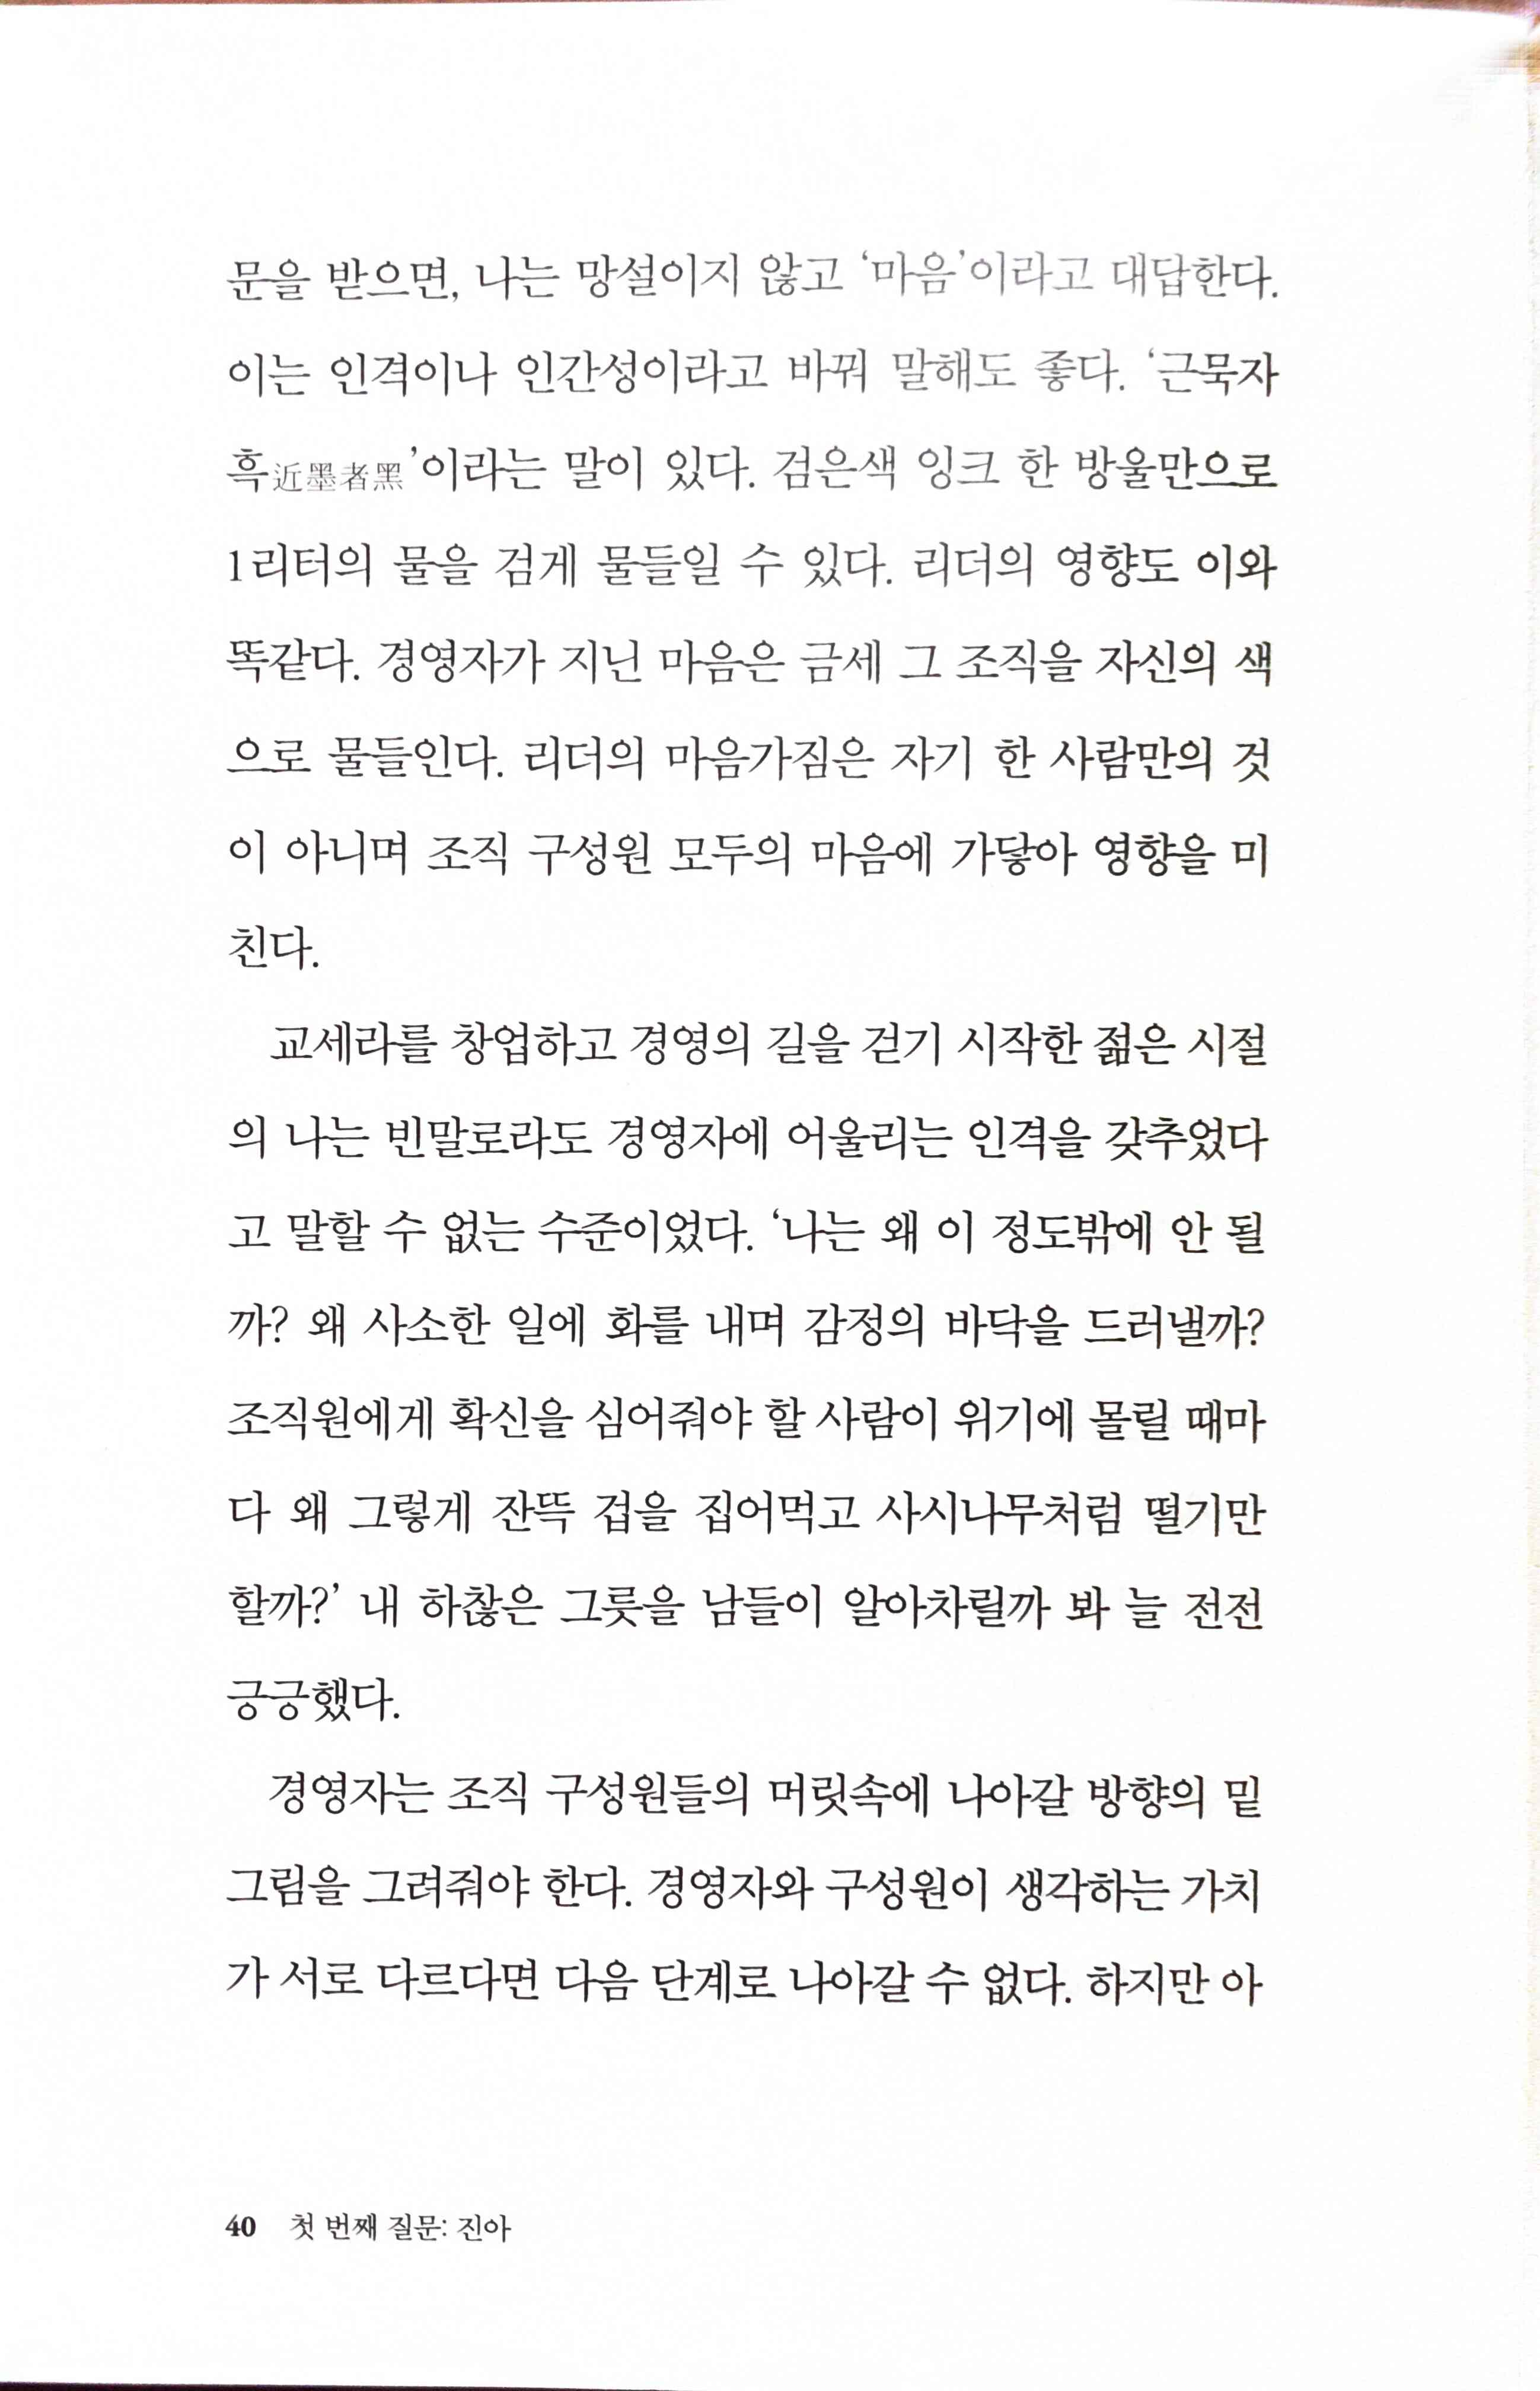 문을 받으면, 나는 망설이지 않고 ‘마음’이라고 대답한다.
이는 인격이나 인간성이라고 바꿔 말해도 좋다. ‘근묵자
흑近墨者黑’이라는 말이 있다. 검은색 잉크 한 방울만으로
1리터의 물을 검게 물들일 수 있다. 리더의 영향도 이와
똑같다. 경영자가 지닌 마음은 금세 그 조직을 자신의 색
으로 물들인다. 리더의 마음가짐은 자기 한 사람만의 것
이 아니며 조직 구성원 모두의 마음에 가닿아 영향을 미
친다.
교세라를 창업하고 경영의 길을 걷기 시작한 젊은 시절
의 나는 빈말로라도 경영자에 어울리는 인격을 갖추었다
고 말할 수 없는 수준이었다. ‘나는 왜 이 정도밖에 안 될
까? 왜 사소한 일에 화를 내며 감정의 바닥을 드러낼까?
조직원에게 확신을 심어줘야 할 사람이 위기에 몰릴 때마
다 왜 그렇게 잔뜩 겁을 집어먹고 사시나무처럼 떨기만
할까?’ 내 하찮은 그릇을 남들이 알아차릴까 봐 늘 전전
긍긍했다.
경영자는 조직 구성원들의 머릿속에 나아갈 방향의 밑
그림을 그려줘야 한다. 경영자와 구성원이 생각하는 가치
가 서로 다르다면 다음 단계로 나아갈 수 없다. 하지만 아
40 첫 번째 질문: 진아